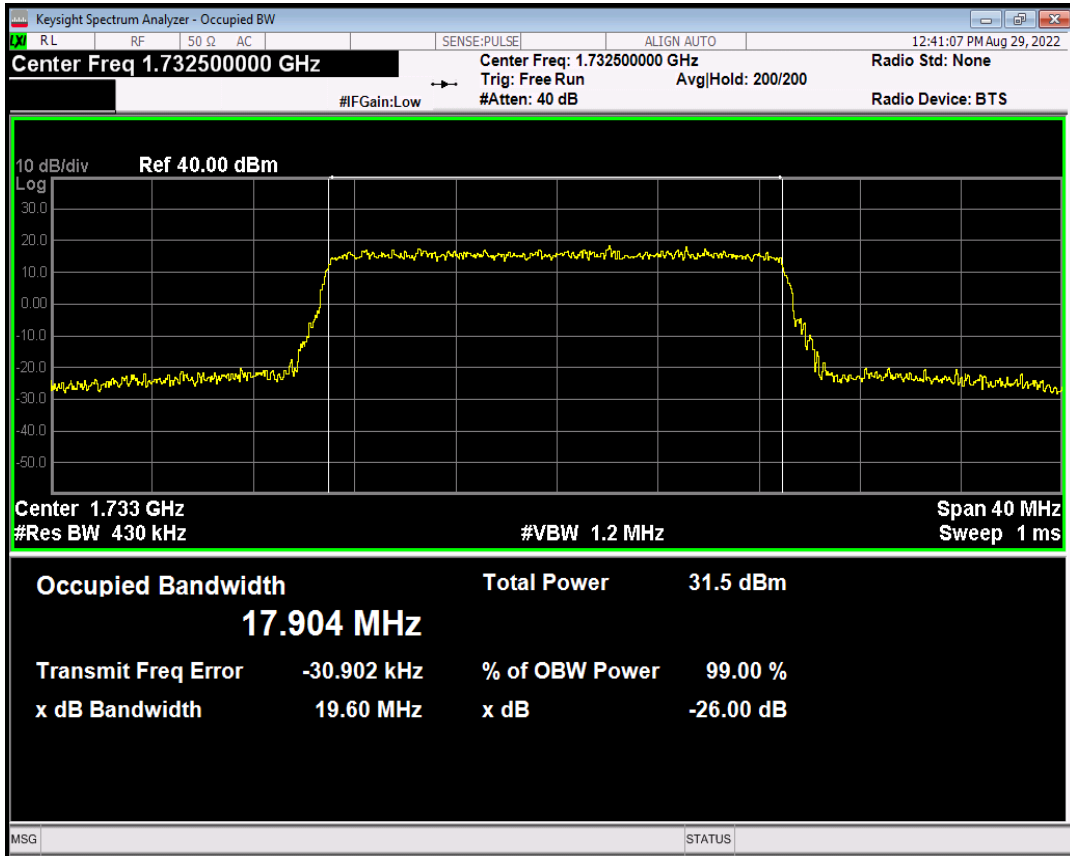 Keysight Spectrum Analyzer - Occupied BW
LXI RL RF 50 Ω AC SENSE:PULSE ALIGN AUTO 12:41:07 PM Aug 29, 2022
Center Freq 1.732500000 GHz Center Freq: 1.732500000 GHz Radio Std: None
Trig: Free Run Avg|Hold: 200/200
#IFGain:Low #Atten: 40 dB Radio Device: BTS
10 dB/div Ref 40.00 dBm
Log
30.0
20.0
10.0
0.00
-10.0
-20.0
-30.0
-40.0
-50.0
Center 1.733 GHz Span 40 MHz
#Res BW 430 kHz #VBW 1.2 MHz Sweep 1 ms
Occupied Bandwidth Total Power 31.5 dBm
17.904 MHz
Transmit Freq Error -30.902 kHz % of OBW Power 99.00 %
x dB Bandwidth 19.60 MHz x dB -26.00 dB
MSG STATUS